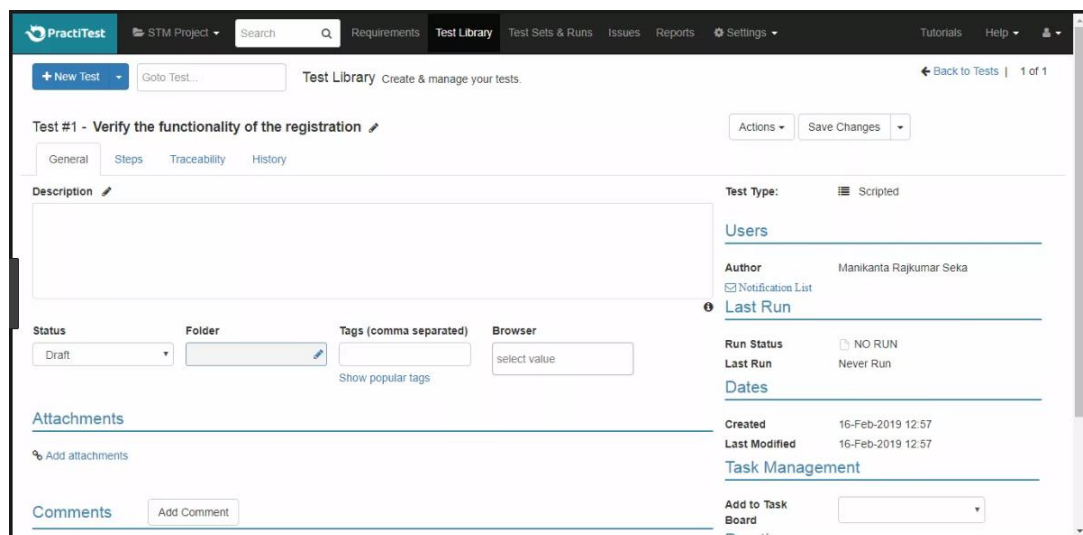 PractiTest STM Project Search Requirements Test Library Test Sets & Runs Issues Reports Settings Tutorials Help
+ New Test Goto Test... Test Library Create & manage your tests. Back to Tests | 1 of 1
Test #1 - Verify the functionality of the registration Actions Save Changes
General Steps Traceability History
Description
Test Type: Scripted
Users
Author Manikanta Rajkumar Seka
Notification List
Last Run
Status Folder Tags (comma separated) Browser
Draft select value
Show popular tags
Run Status NO RUN
Last Run Never Run
Dates
Attachments
Add attachments
Created 16-Feb-2019 12:57
Last Modified 16-Feb-2019 12:57
Task Management
Comments Add Comment
Add to Task
Board